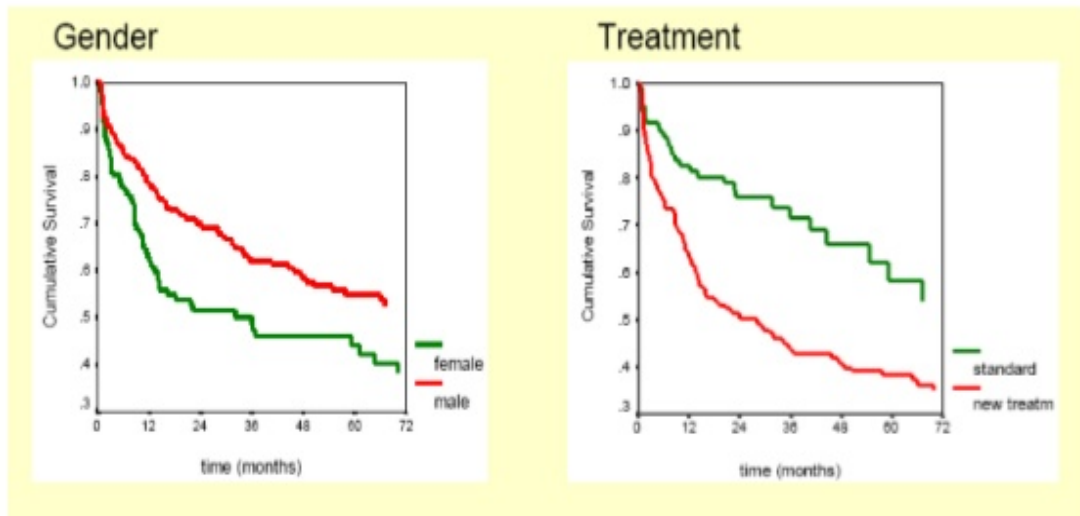 Gender
Cumulative Survival
1.0
.9
.8
.7
.6
.5
.4
.3
0 12 24 36 48 60 72
time (months)
female
male
Treatment
Cumulative Survival
1.0
.9
.8
.7
.6
.5
.4
.3
0 12 24 36 48 60 72
time (months)
standard
new treatm